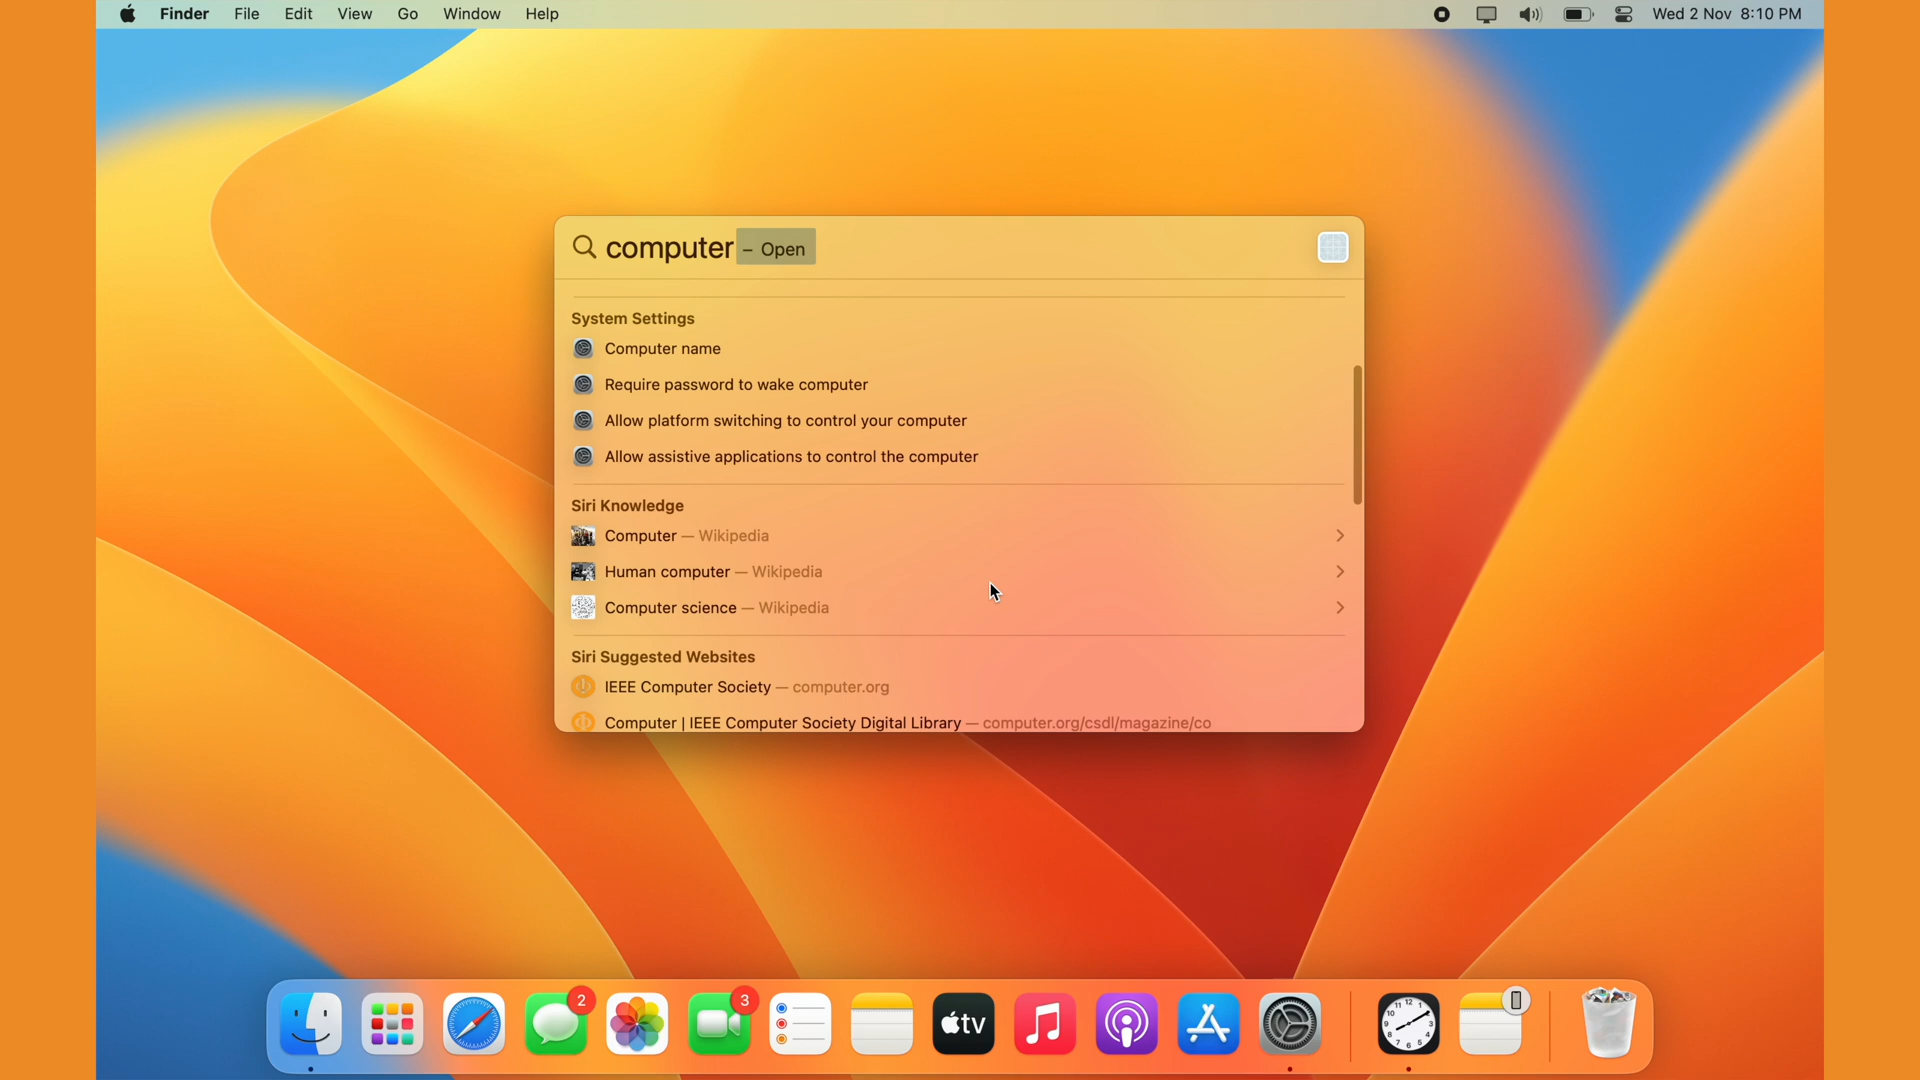 Finder File Edit View Go Window Help Wed 2 Nov 8:10 PM
computer – Open
System Settings
Computer name
Require password to wake computer
Allow platform switching to control your computer
Allow assistive applications to control the computer
Siri Knowledge
Computer — Wikipedia
Human computer — Wikipedia
Computer science — Wikipedia
Siri Suggested Websites
IEEE Computer Society — computer.org
Computer | IEEE Computer Society Digital Library — computer.org/csdl/magazine/co
2
3
tv